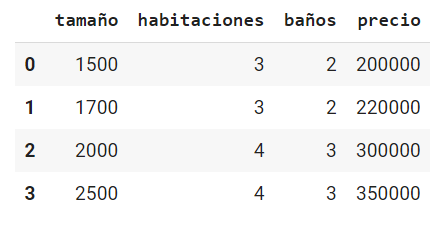 tamaño habitaciones baños precio
0 1500 3 2 200000
1 1700 3 2 220000
2 2000 4 3 300000
3 2500 4 3 350000